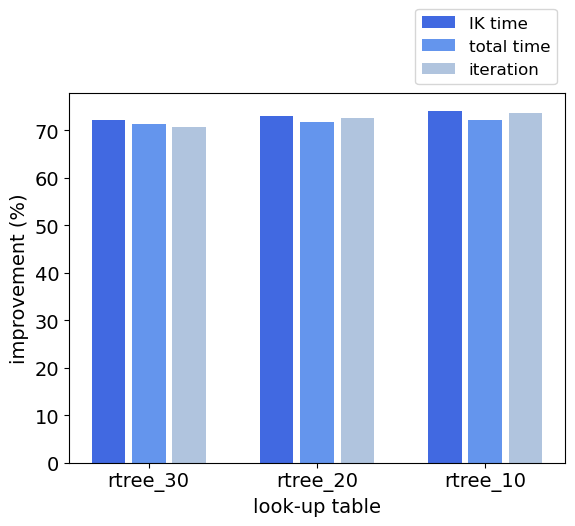 IK time
total time
iteration
improvement (%)
70
60
50
40
30
20
10
0
rtree_30 rtree_20 rtree_10
look-up table